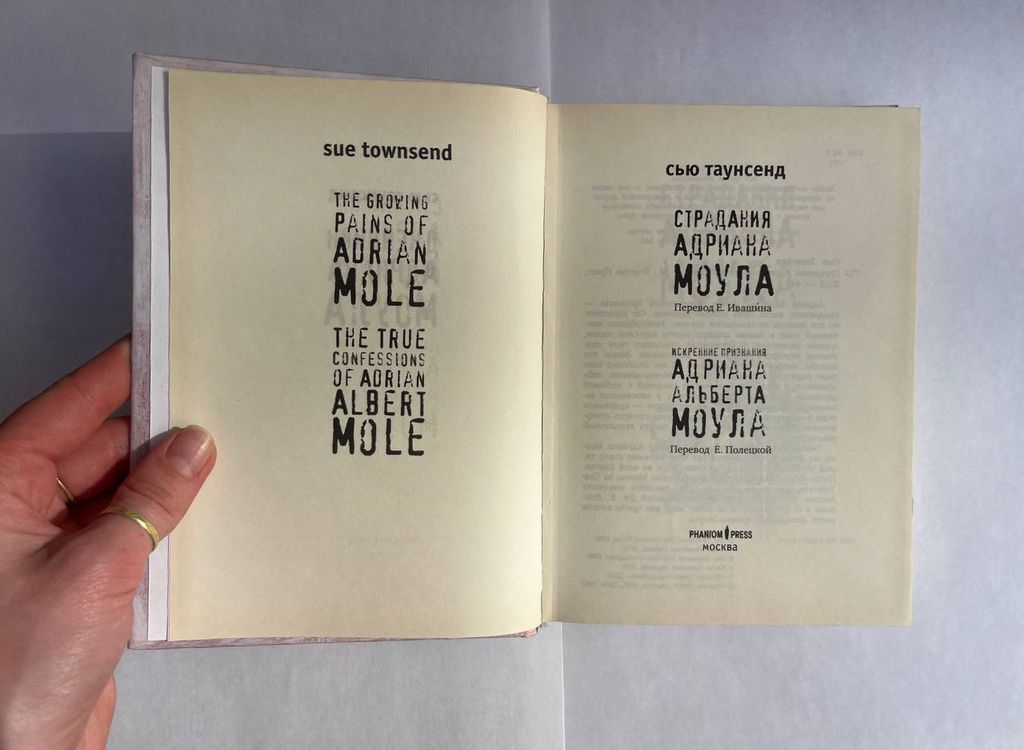 sue townsend
THE GROWING
PAINS OF
ADRIAN
MOLE
THE TRUE
CONFESSIONS
OF ADRIAN
ALBERT
MOLE
сью таунсенд
СТРАДАНИЯ
АДРИАНА
МОУЛА
Перевод Е. Ивашина
ИСКРЕННИЕ ПРИЗНАНИЯ
АДРИАНА
АЛЬБЕРТА
МОУЛА
Перевод Е. Полецкой
PHANTOM PRESS
МОСКВА